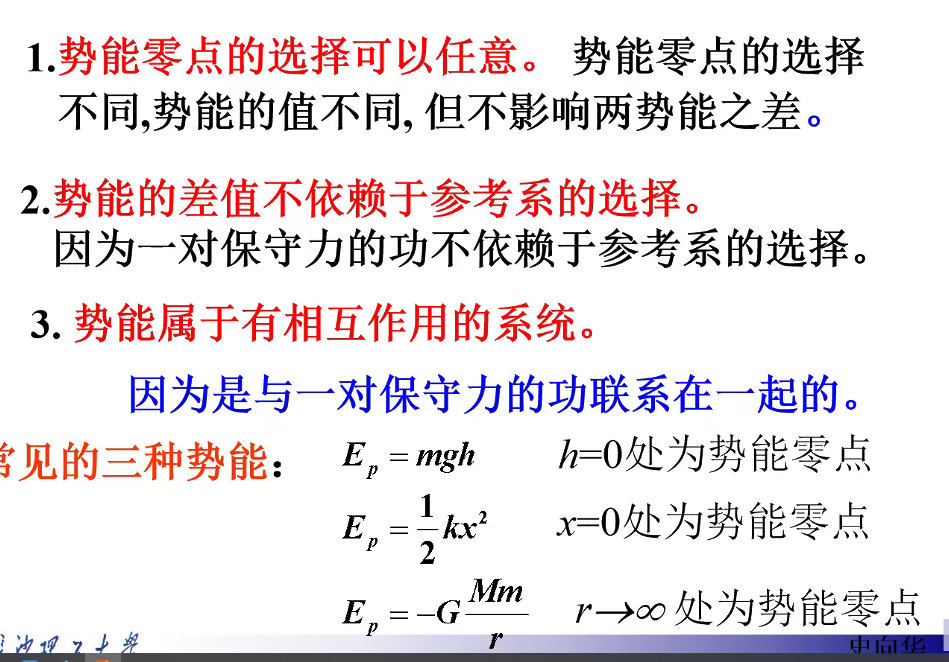 1.势能零点的选择可以任意。 势能零点的选择
不同,势能的值不同, 但不影响两势能之差。
2.势能的差值不依赖于参考系的选择。
因为一对保守力的功不依赖于参考系的选择。
3. 势能属于有相互作用的系统。
因为是与一对保守力的功联系在一起的。
常见的三种势能： E_p = mgh h=0处为势能零点
E_p = 1/2 kx² x=0处为势能零点
E_p = -G Mm/r r→∞ 处为势能零点
沙理工大学